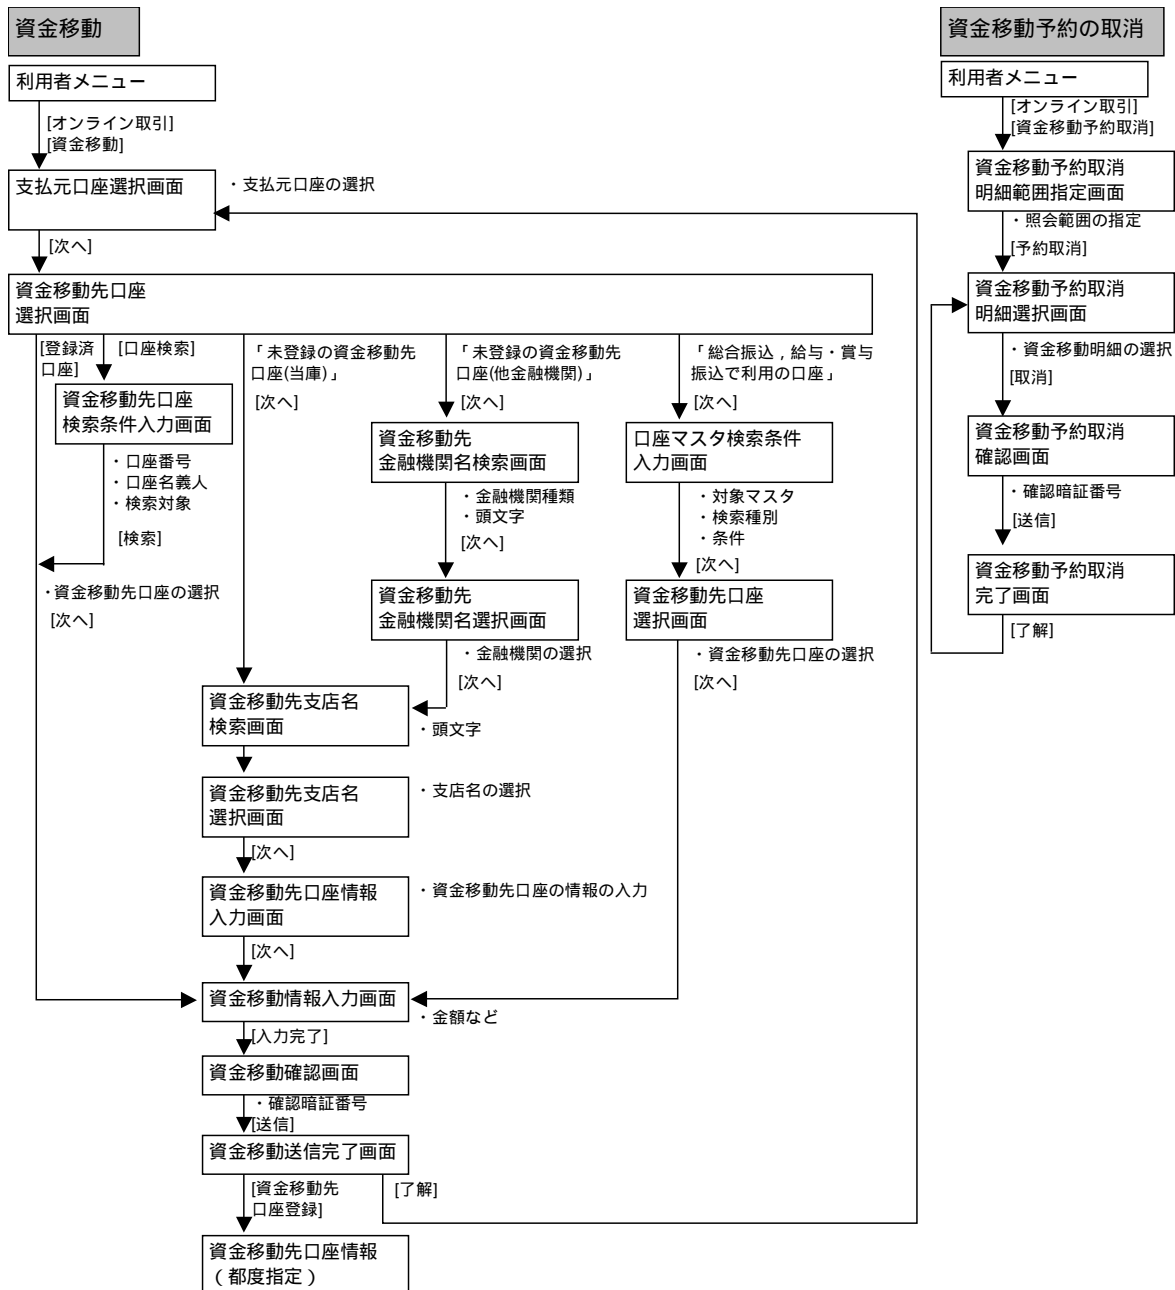 資金移動
利用者メニュー
[オンライン取引]
[資金移動]
支払元口座選択画面
・支払元口座の選択
[次へ]
資金移動先口座
選択画面
[登録済
口座]
[口座検索]
資金移動先口座
検索条件入力画面
・口座番号
・口座名義人
・検索対象
[検索]
・資金移動先口座の選択
[次へ]
「未登録の資金移動先
口座(当庫)」
[次へ]
「未登録の資金移動先
口座(他金融機関)」
[次へ]
資金移動先
金融機関名検索画面
・金融機関種類
・頭文字
[次へ]
資金移動先
金融機関名選択画面
・金融機関の選択
[次へ]
「総合振込，給与・賞与
振込で利用の口座」
[次へ]
口座マスタ検索条件
入力画面
・対象マスタ
・検索種別
・条件
[次へ]
資金移動先口座
選択画面
・資金移動先口座の選択
[次へ]
資金移動先支店名
検索画面
・頭文字
資金移動先支店名
選択画面
・支店名の選択
[次へ]
資金移動先口座情報
入力画面
・資金移動先口座の情報の入力
[次へ]
資金移動情報入力画面
・金額など
[入力完了]
資金移動確認画面
・確認暗証番号
[送信]
資金移動送信完了画面
[資金移動先
口座登録]
[了解]
資金移動先口座情報
（都度指定）
資金移動予約の取消
利用者メニュー
[オンライン取引]
[資金移動予約取消]
資金移動予約取消
明細範囲指定画面
・照会範囲の指定
[予約取消]
資金移動予約取消
明細選択画面
・資金移動明細の選択
[取消]
資金移動予約取消
確認画面
・確認暗証番号
[送信]
資金移動予約取消
完了画面
[了解]